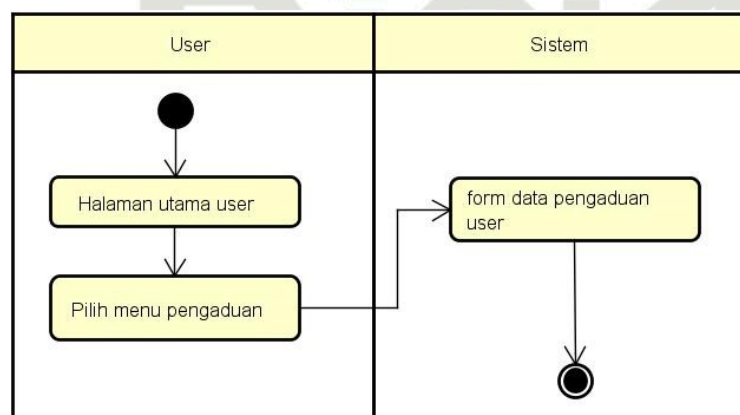 User
Sistem
Halaman utama user
form data pengaduan
user
Pilih menu pengaduan